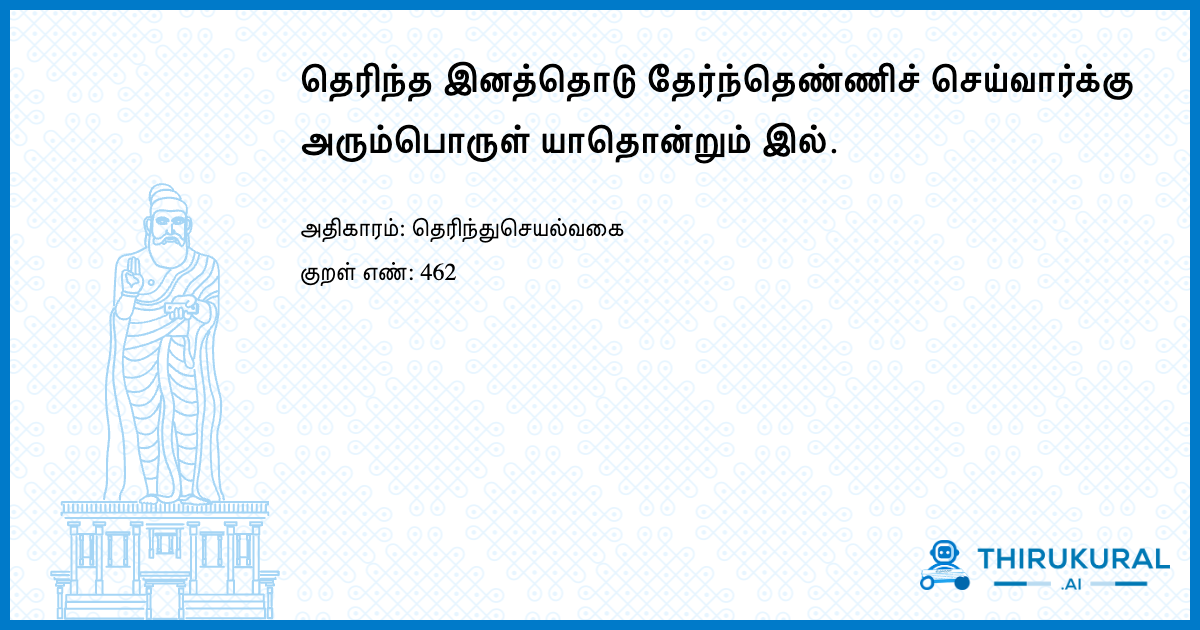 தெரிந்த இனத்தொடு தேர்ந்தெண்ணிச் செய்வார்க்கு
அரும்பொருள் யாதொன்றும் இல்.
அதிகாரம்: தெரிந்துசெயல்வகை
குறள் எண்: 462
THIRUKURAL
.AI